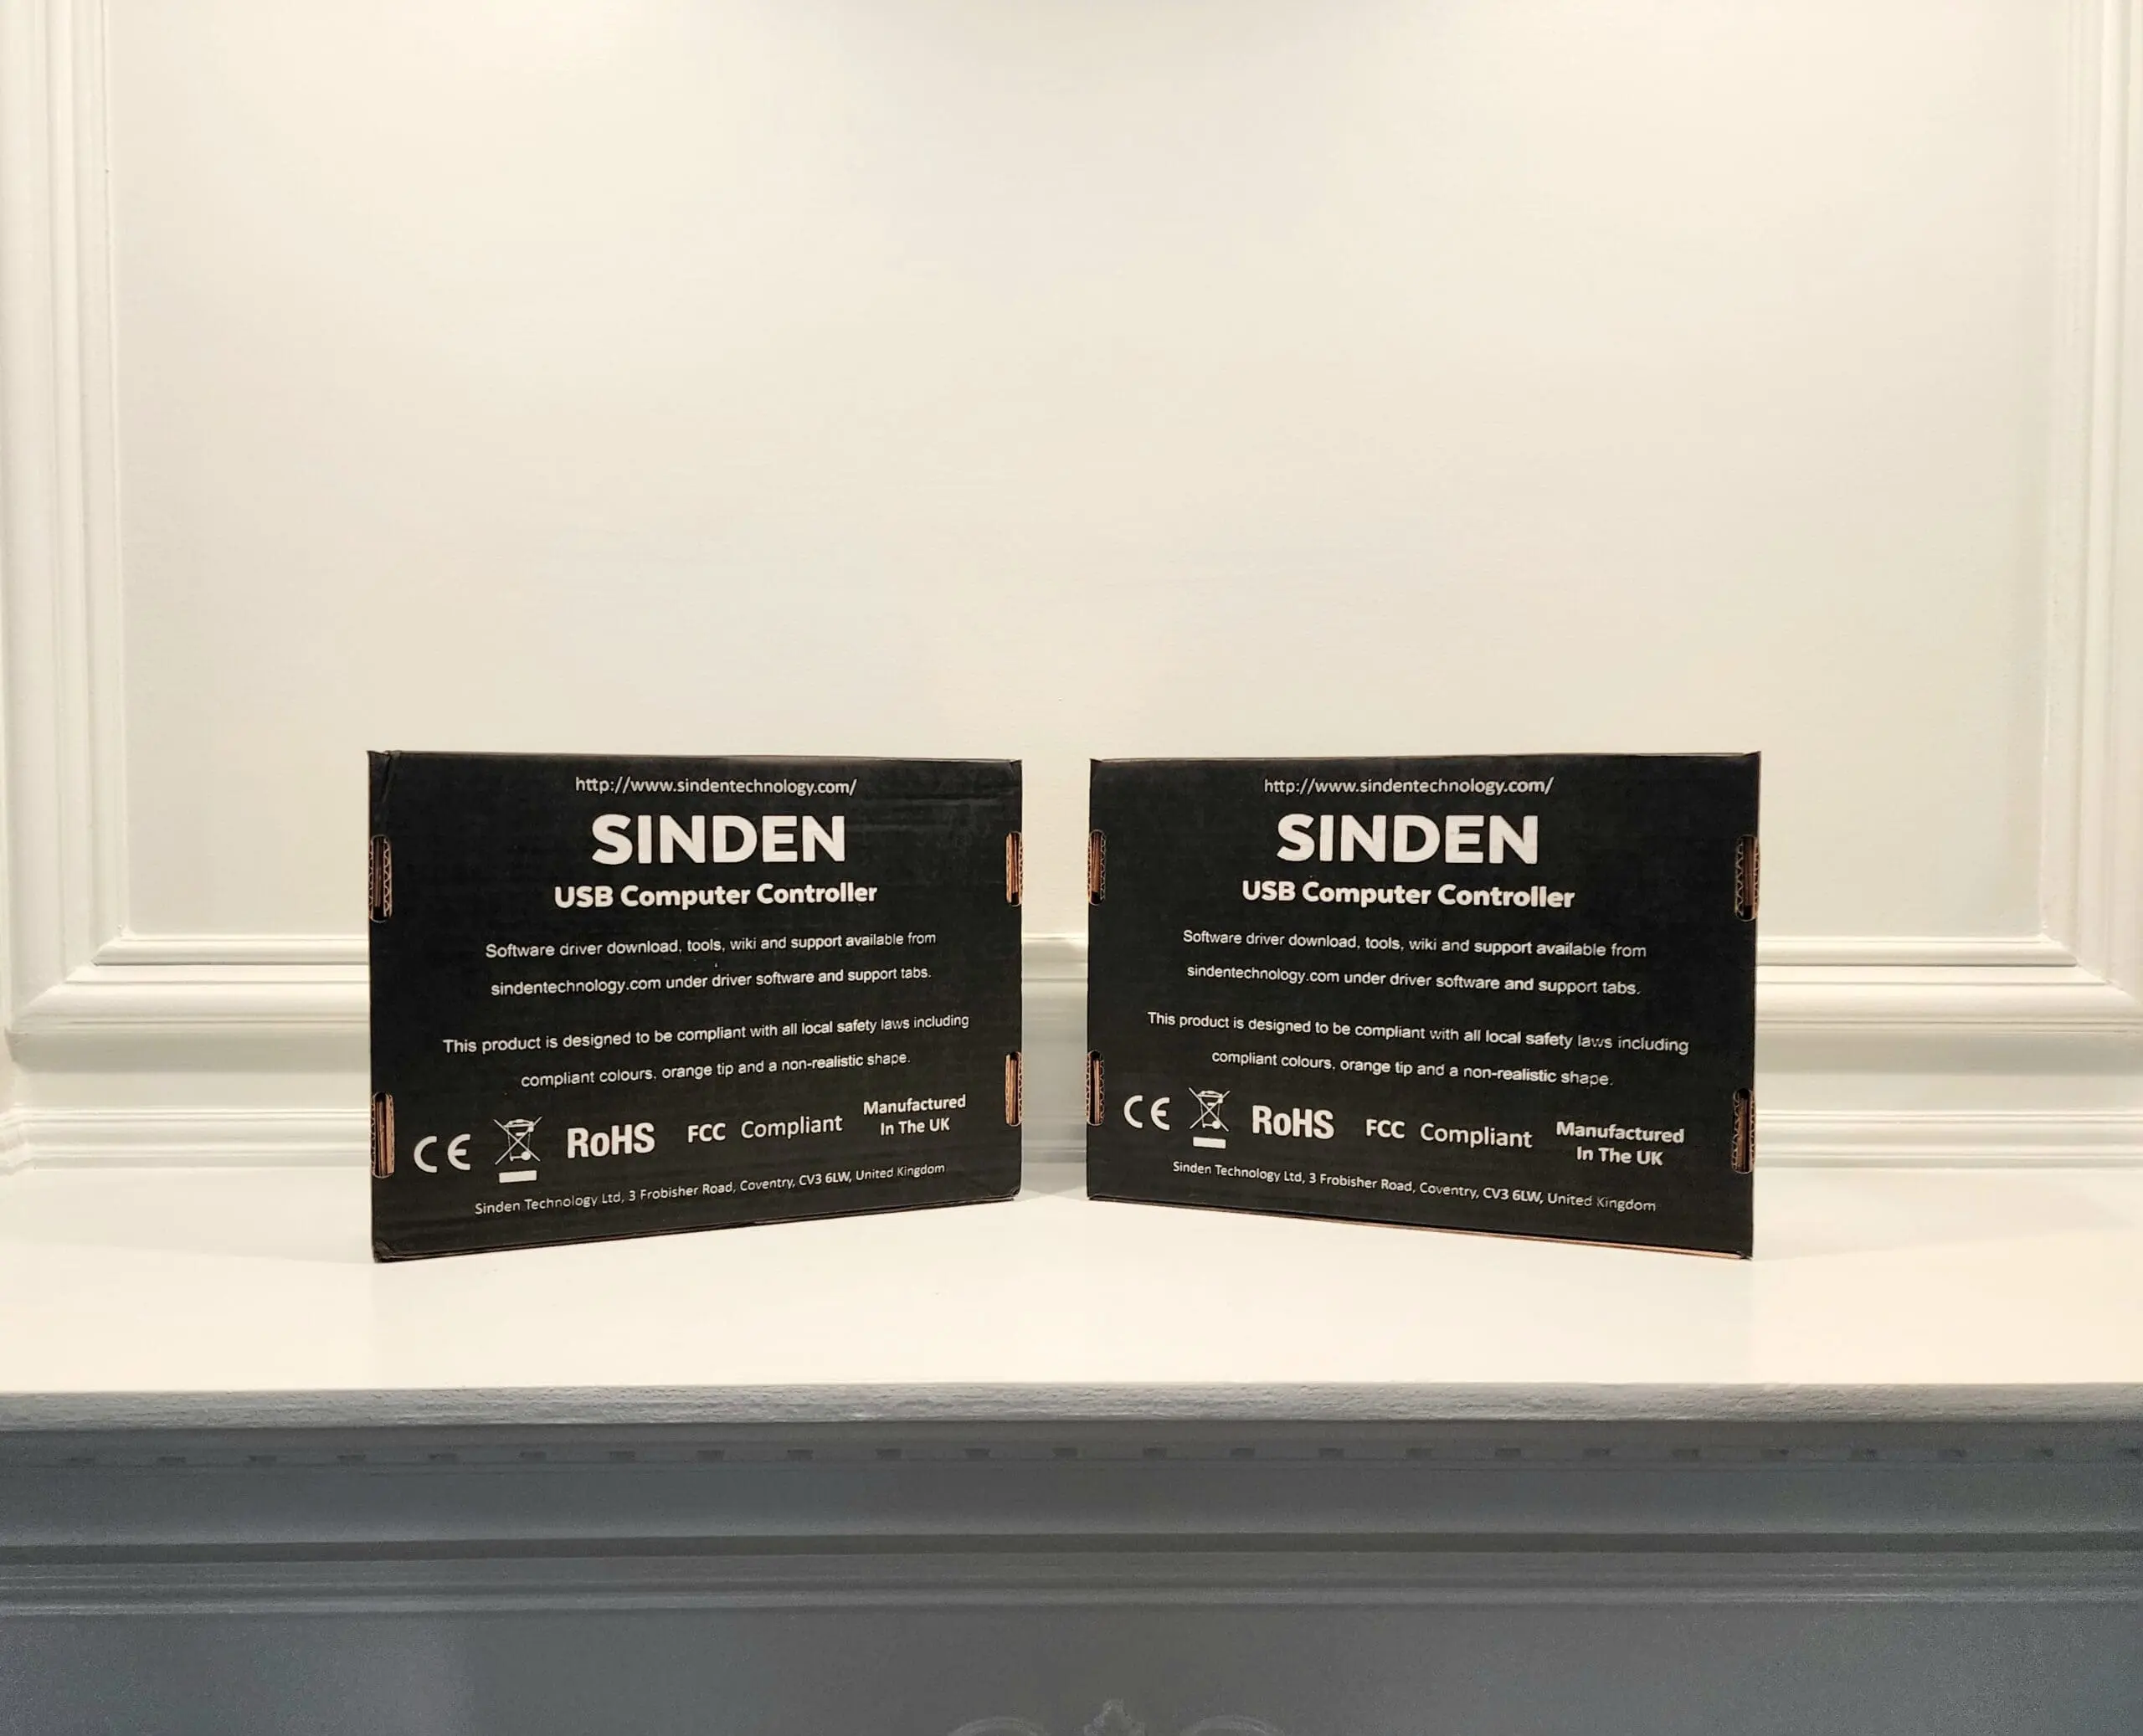 http://www.sindentechnology.com/
SINDEN
USB Computer Controller
Software driver download, tools, wiki and support available from
sindentechnology.com under driver software and support tabs.
This product is designed to be compliant with all local safety laws including
compliant colours, orange tip and a non-realistic shape.
CE RoHS FCC Compliant Manufactured
In The UK
Sinden Technology Ltd, 3 Frobisher Road, Coventry, CV3 6LW, United Kingdom
http://www.sindentechnology.com/
SINDEN
USB Computer Controller
Software driver download, tools, wiki and support available from
sindentechnology.com under driver software and support tabs.
This product is designed to be compliant with all local safety laws including
compliant colours, orange tip and a non-realistic shape.
CE RoHS FCC Compliant Manufactured
In The UK
Sinden Technology Ltd, 3 Frobisher Road, Coventry, CV3 6LW, United Kingdom